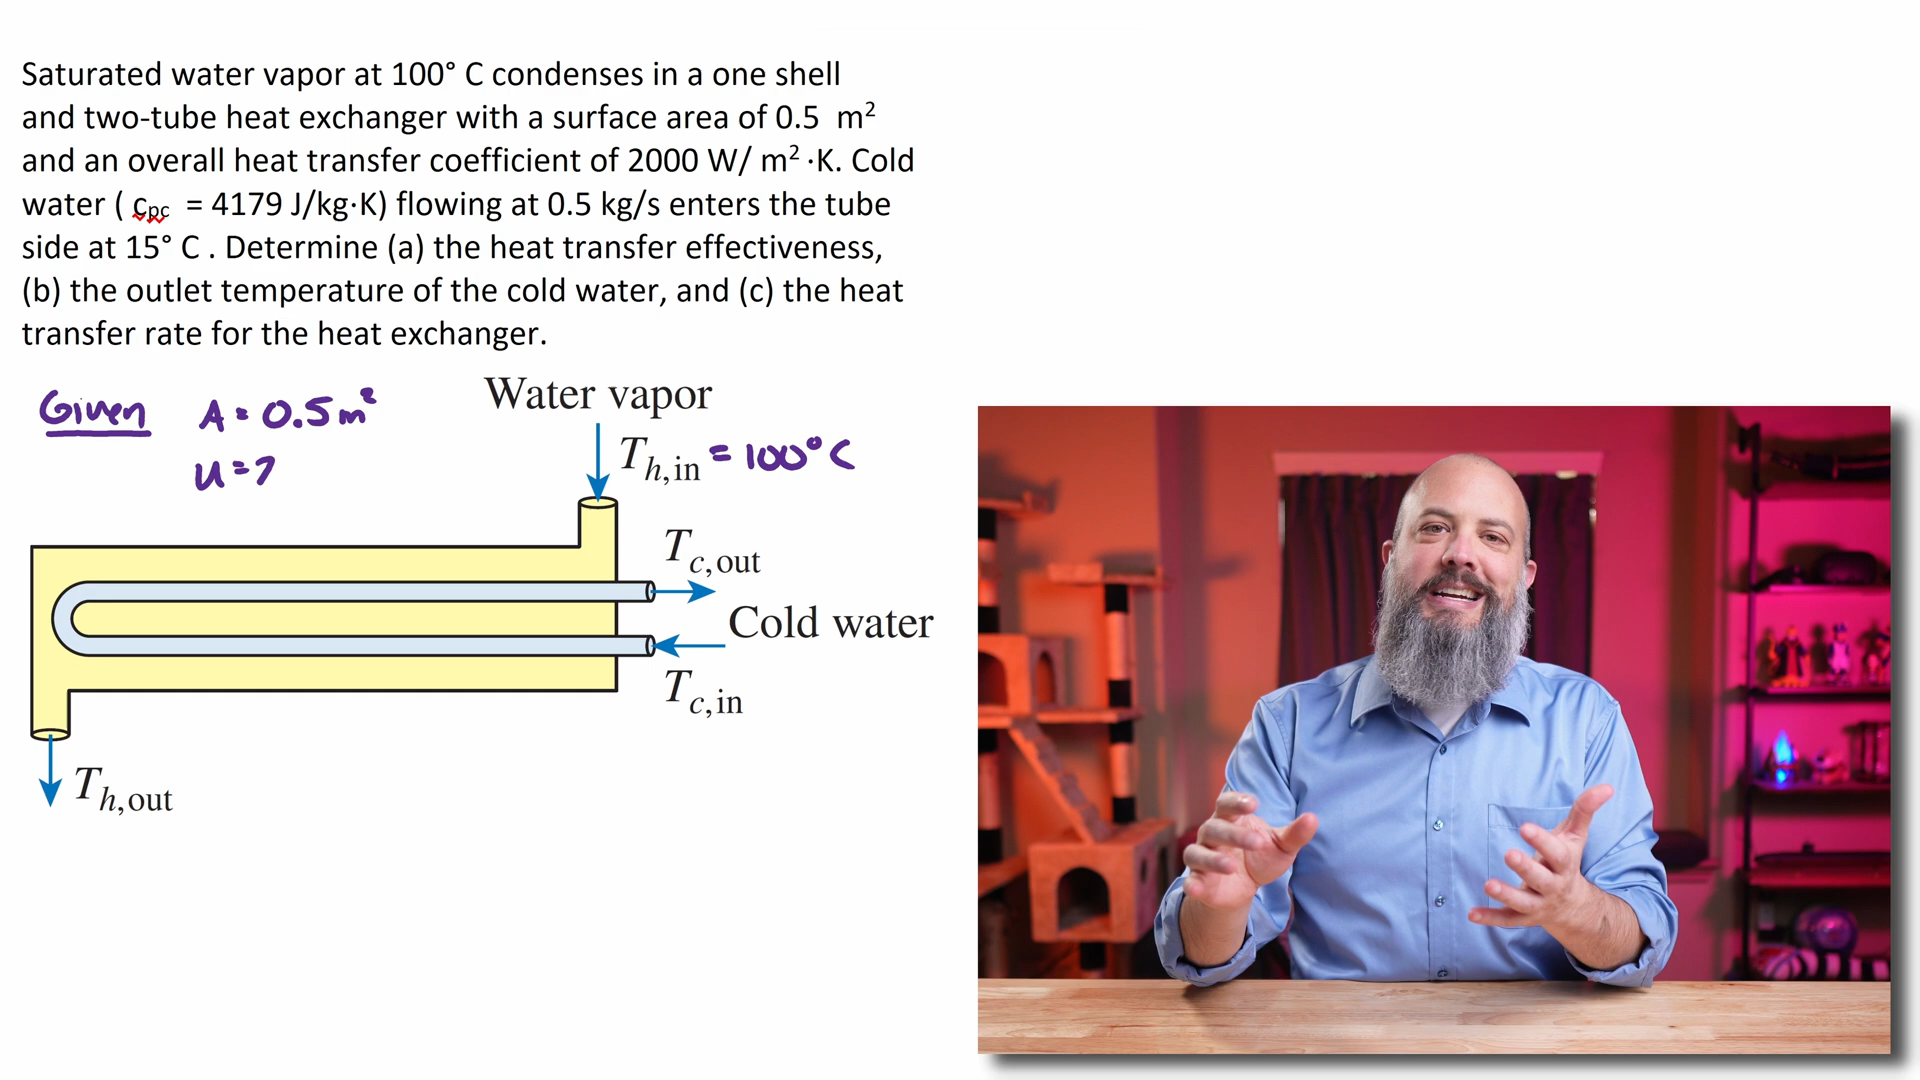 Saturated water vapor at 100° C condenses in a one shell
and two-tube heat exchanger with a surface area of 0.5 m²
and an overall heat transfer coefficient of 2000 W/ m² ·K. Cold
water ( cpc = 4179 J/kg·K) flowing at 0.5 kg/s enters the tube
side at 15° C . Determine (a) the heat transfer effectiveness,
(b) the outlet temperature of the cold water, and (c) the heat
transfer rate for the heat exchanger.
Given A = 0.5 m²
U = 7
Water vapor
Th,in = 100°C
Tc,out
Cold water
Tc,in
Th,out